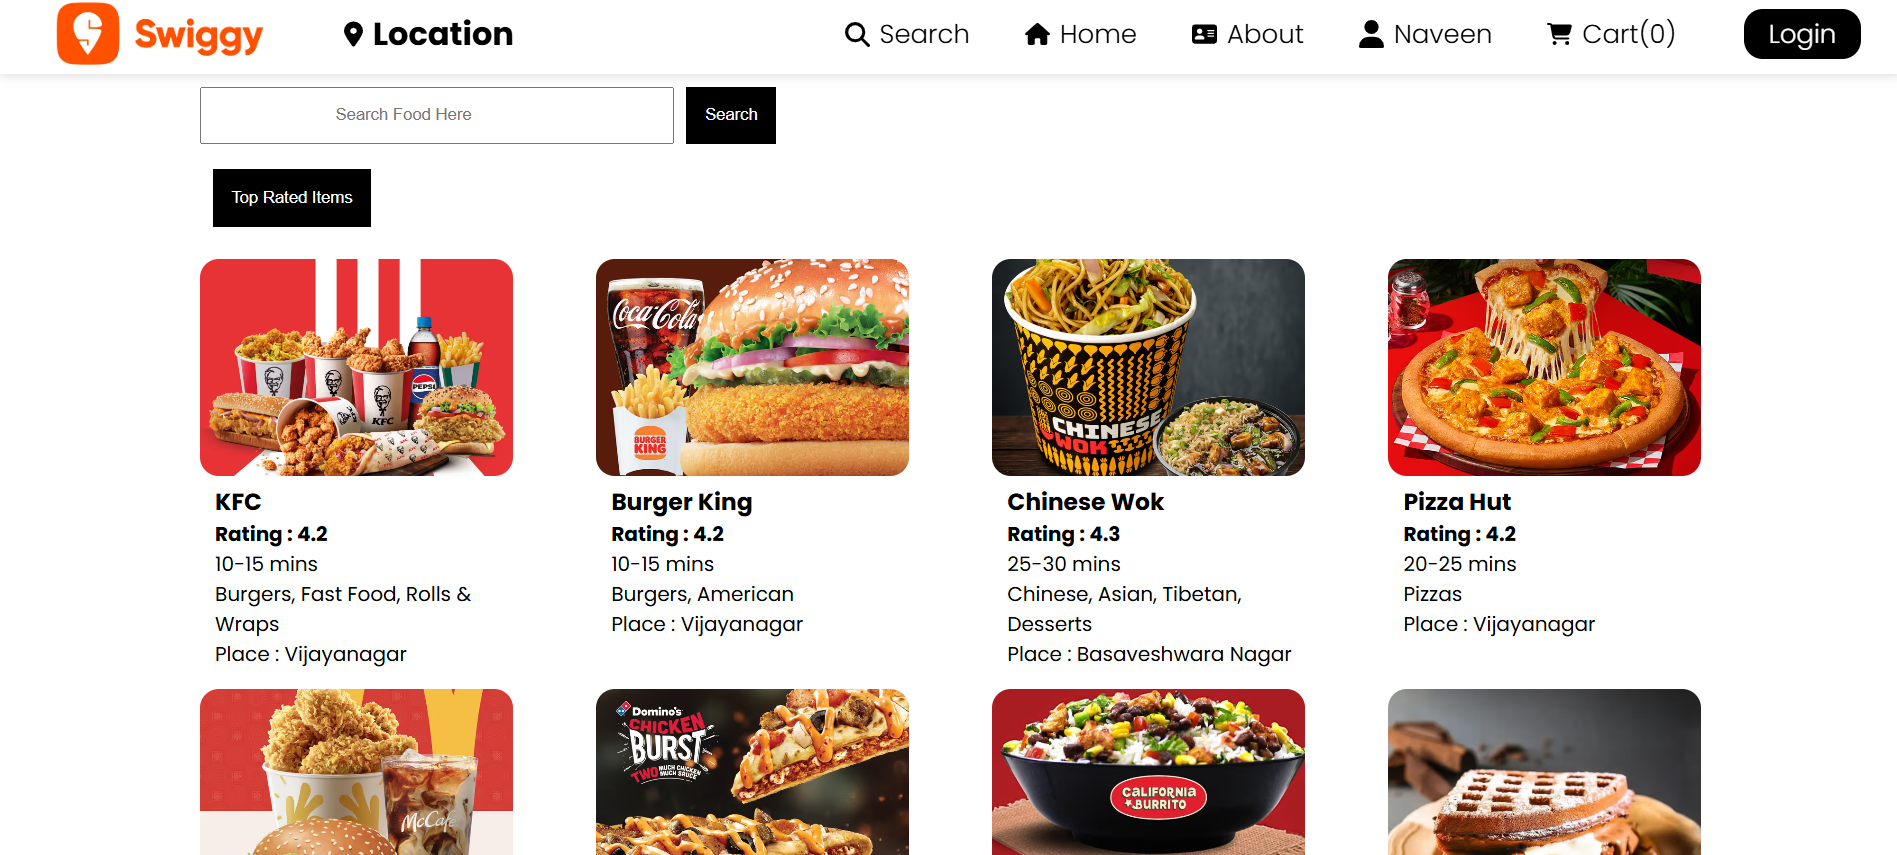 Swiggy
Location
Search
Home
About
Naveen
Cart(0)
Login
Search Food Here
Search
Top Rated Items
PEPSI
KFC
Coca-Cola
BURGER
KING
CHINESE
WOK
KFC
Rating : 4.2
10-15 mins
Burgers, Fast Food, Rolls &
Wraps
Place : Vijayanagar
Burger King
Rating : 4.2
10-15 mins
Burgers, American
Place : Vijayanagar
Chinese Wok
Rating : 4.3
25-30 mins
Chinese, Asian, Tibetan,
Desserts
Place : Basaveshwara Nagar
Pizza Hut
Rating : 4.2
20-25 mins
Pizzas
Place : Vijayanagar
McCafé
Domino's
CHICKEN
BURST
TWO MUCH CHICKEN
MUCH SAUCE
CALIFORNIA
BURRITO